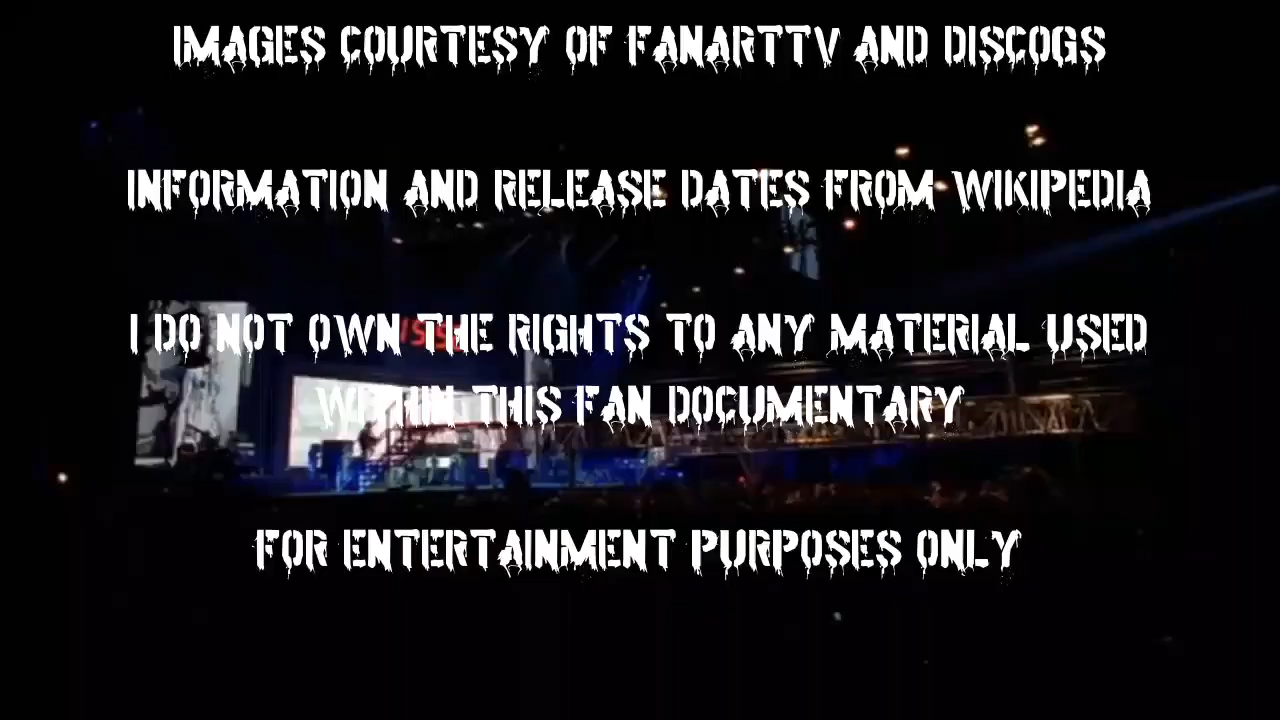 IMAGES COURTESY OF FANARTTV AND DISCOGS
INFORMATION AND RELEASE DATES FROM WIKIPEDIA
I DO NOT OWN THE RIGHTS TO ANY MATERIAL USED
WITHIN THIS FAN DOCUMENTARY
FOR ENTERTAINMENT PURPOSES ONLY